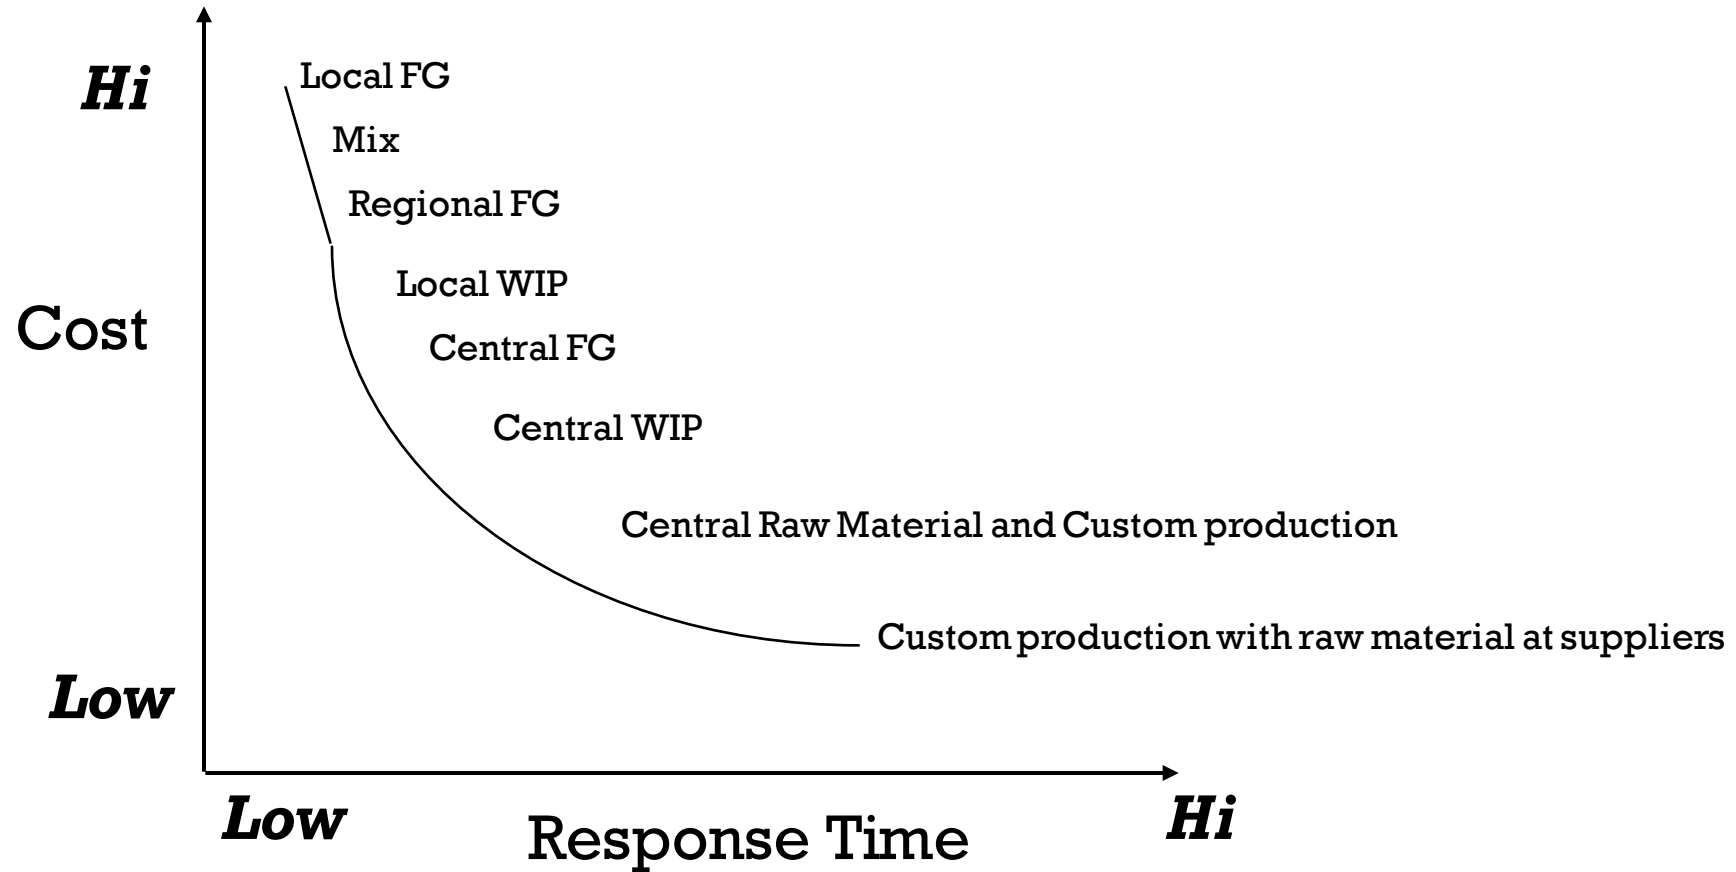 Hi
Local FG
Mix
Regional FG
Local WIP
Cost
Central FG
Central WIP
Central Raw Material and Custom production
Custom production with raw material at suppliers
Low
Low
Response Time
Hi